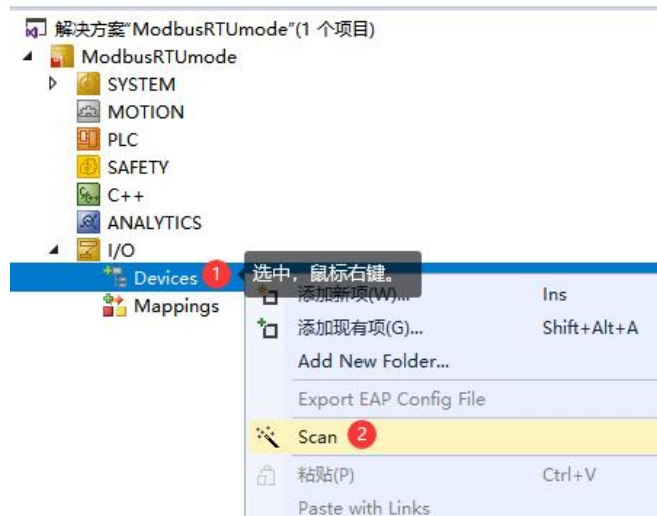 解决方案"ModbusRTUmode"(1 个项目)
ModbusRTUmode
SYSTEM
MOTION
PLC
SAFETY
C++
ANALYTICS
I/O
Devices 1 选中，鼠标右键。
Mappings
添加新项(W)... Ins
添加现有项(G)... Shift+Alt+A
Add New Folder...
Export EAP Config File
Scan 2
粘贴(P) Ctrl+V
Paste with Links